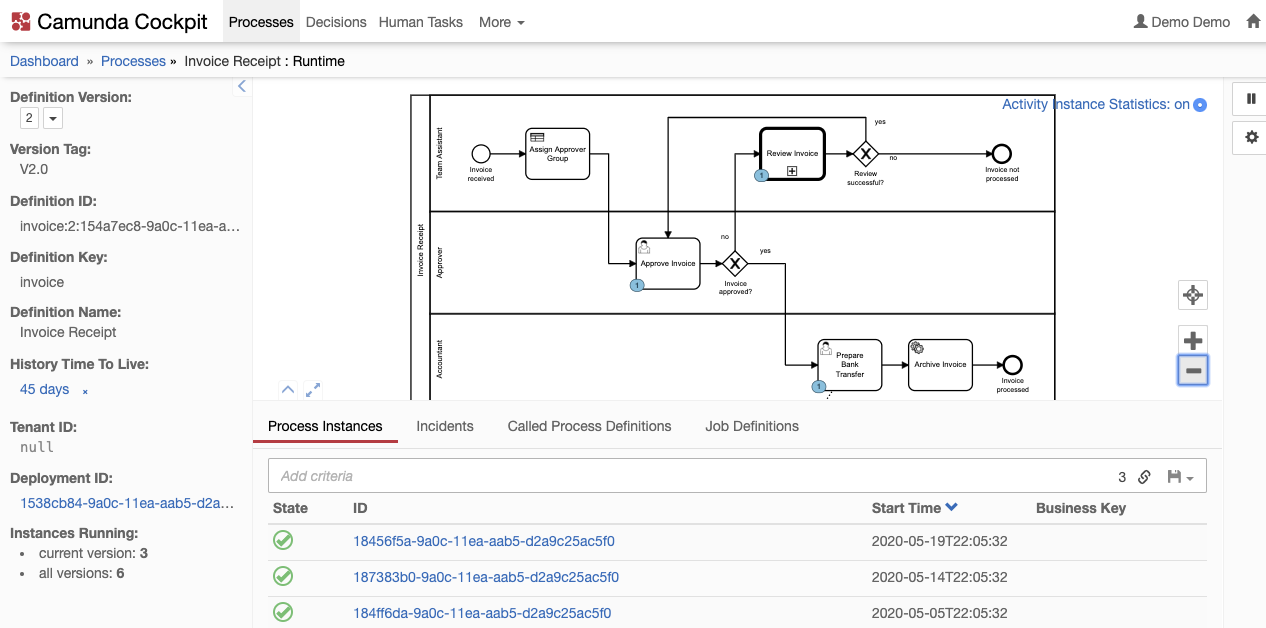 Camunda Cockpit Processes Decisions Human Tasks More Demo Demo
Dashboard » Processes » Invoice Receipt : Runtime
Definition Version:
2
Version Tag:
V2.0
Definition ID:
invoice:2:154a7ec8-9a0c-11ea-a...
Definition Key:
invoice
Definition Name:
Invoice Receipt
History Time To Live:
45 days ×
Tenant ID:
null
Deployment ID:
1538cb84-9a0c-11ea-aab5-d2a...
Instances Running:
current version: 3
all versions: 6
Activity Instance Statistics: on
Invoice Receipt
Team Assistant
Invoice
received
Assign Approver
Group
Review Invoice
1
yes
no
Review
successful?
Invoice not
processed
Approver
Approve Invoice
1
no
yes
Invoice
approved?
Accountant
Prepare
Bank
Transfer
1
Archive Invoice
Invoice
processed
Process Instances Incidents Called Process Definitions Job Definitions
Add criteria 3
State ID Start Time Business Key
18456f5a-9a0c-11ea-aab5-d2a9c25ac5f0 2020-05-19T22:05:32
187383b0-9a0c-11ea-aab5-d2a9c25ac5f0 2020-05-14T22:05:32
184ff6da-9a0c-11ea-aab5-d2a9c25ac5f0 2020-05-05T22:05:32